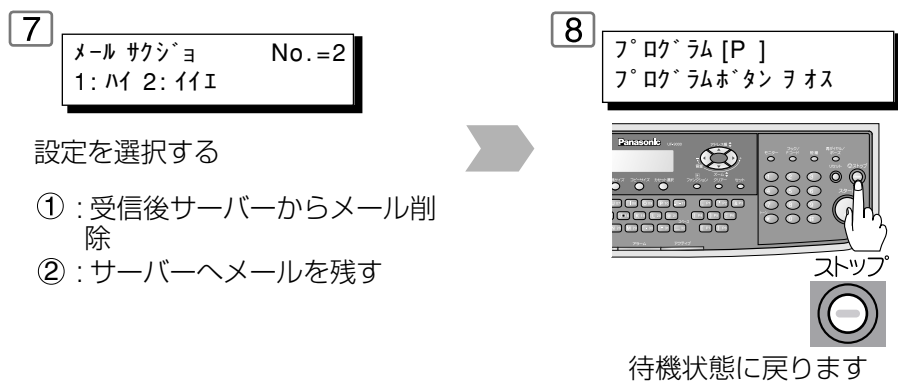 7
ﾒｰﾙ ｻｸｼﾞｮ No.=2
1: ﾊｲ 2: ｲｲｴ
設定を選択する
① : 受信後サーバーからメール削
除
② : サーバーへメールを残す
8
ﾌﾟﾛｸﾞﾗﾑ [P ]
ﾌﾟﾛｸﾞﾗﾑﾎﾞﾀﾝ ｦ ｵｽ
Panasonic
ストップ
待機状態に戻ります